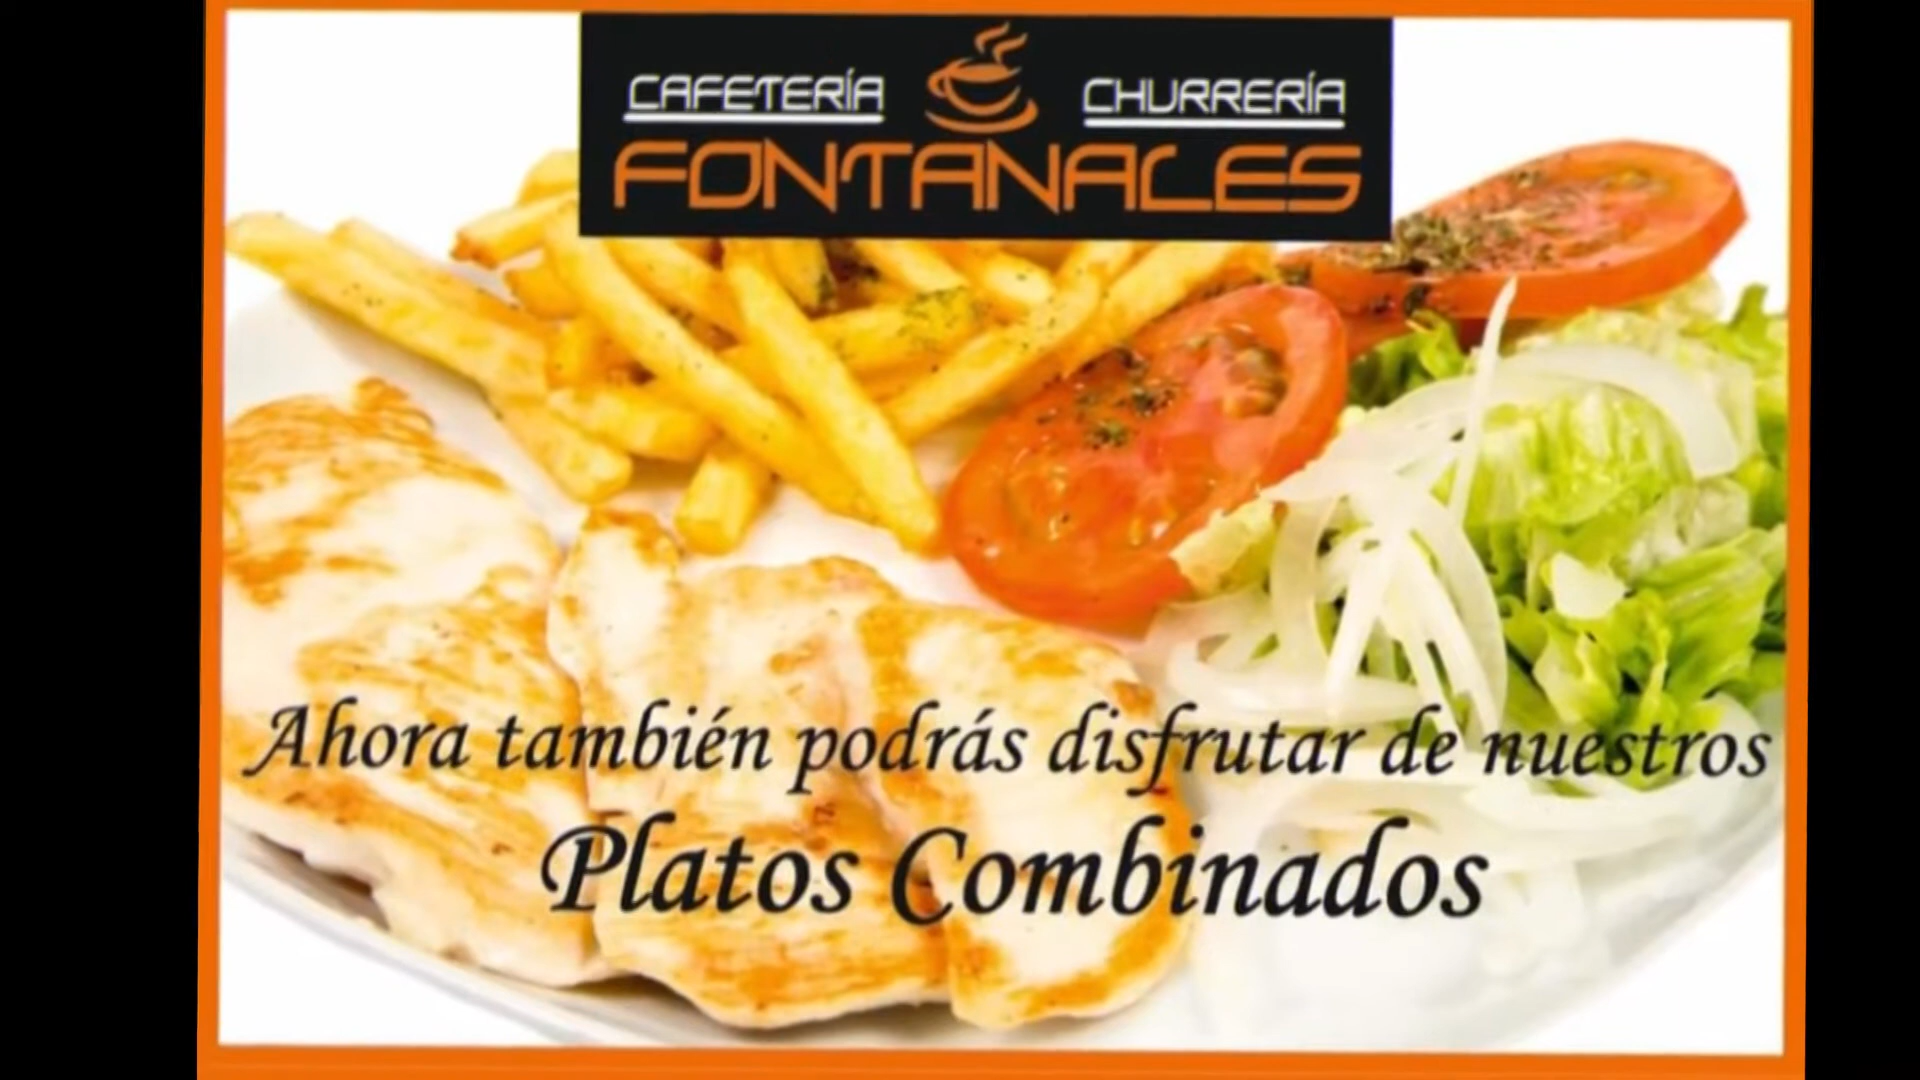 CAFETERÍA CHURRERÍA
FONTANALES
Ahora también podrás disfrutar de nuestros
Platos Combinados